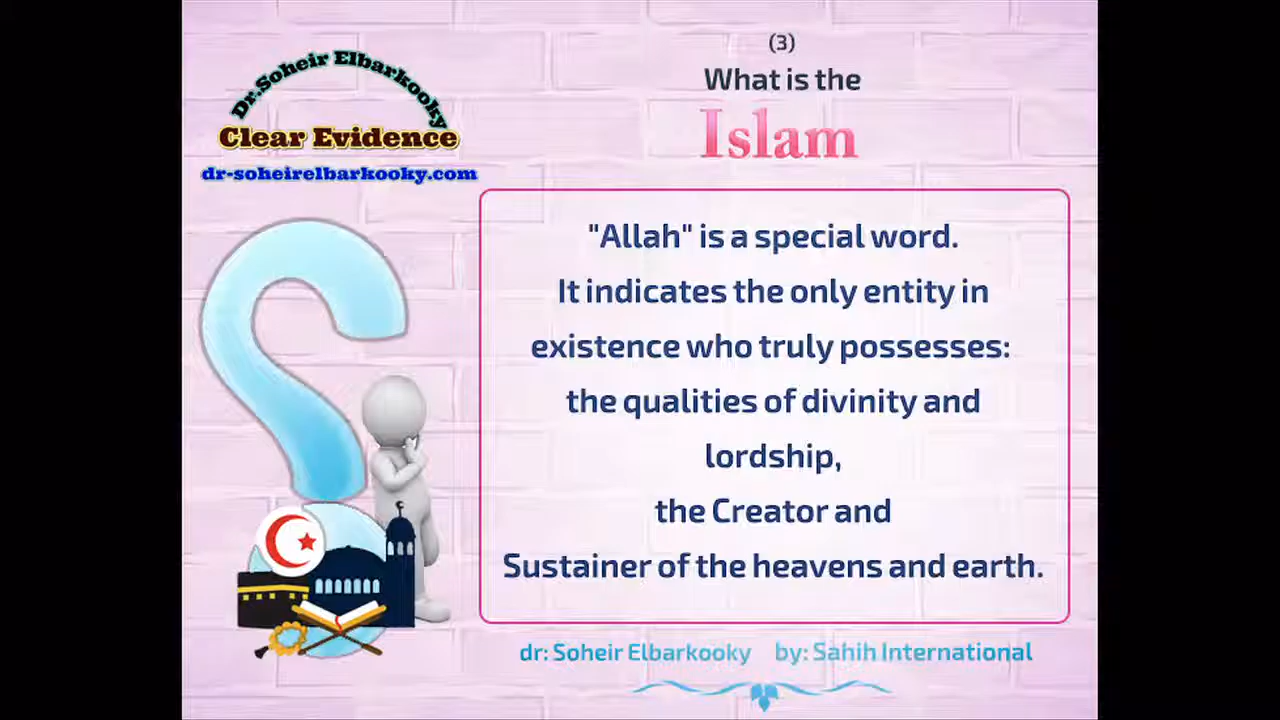 Dr.Soheir Elbarkooky
Clear Evidence
dr-soheirelbarkooky.com
(3)
What is the
Islam
"Allah" is a special word.
It indicates the only entity in
existence who truly possesses:
the qualities of divinity and
lordship,
the Creator and
Sustainer of the heavens and earth.
dr: Soheir Elbarkooky by: Sahih International